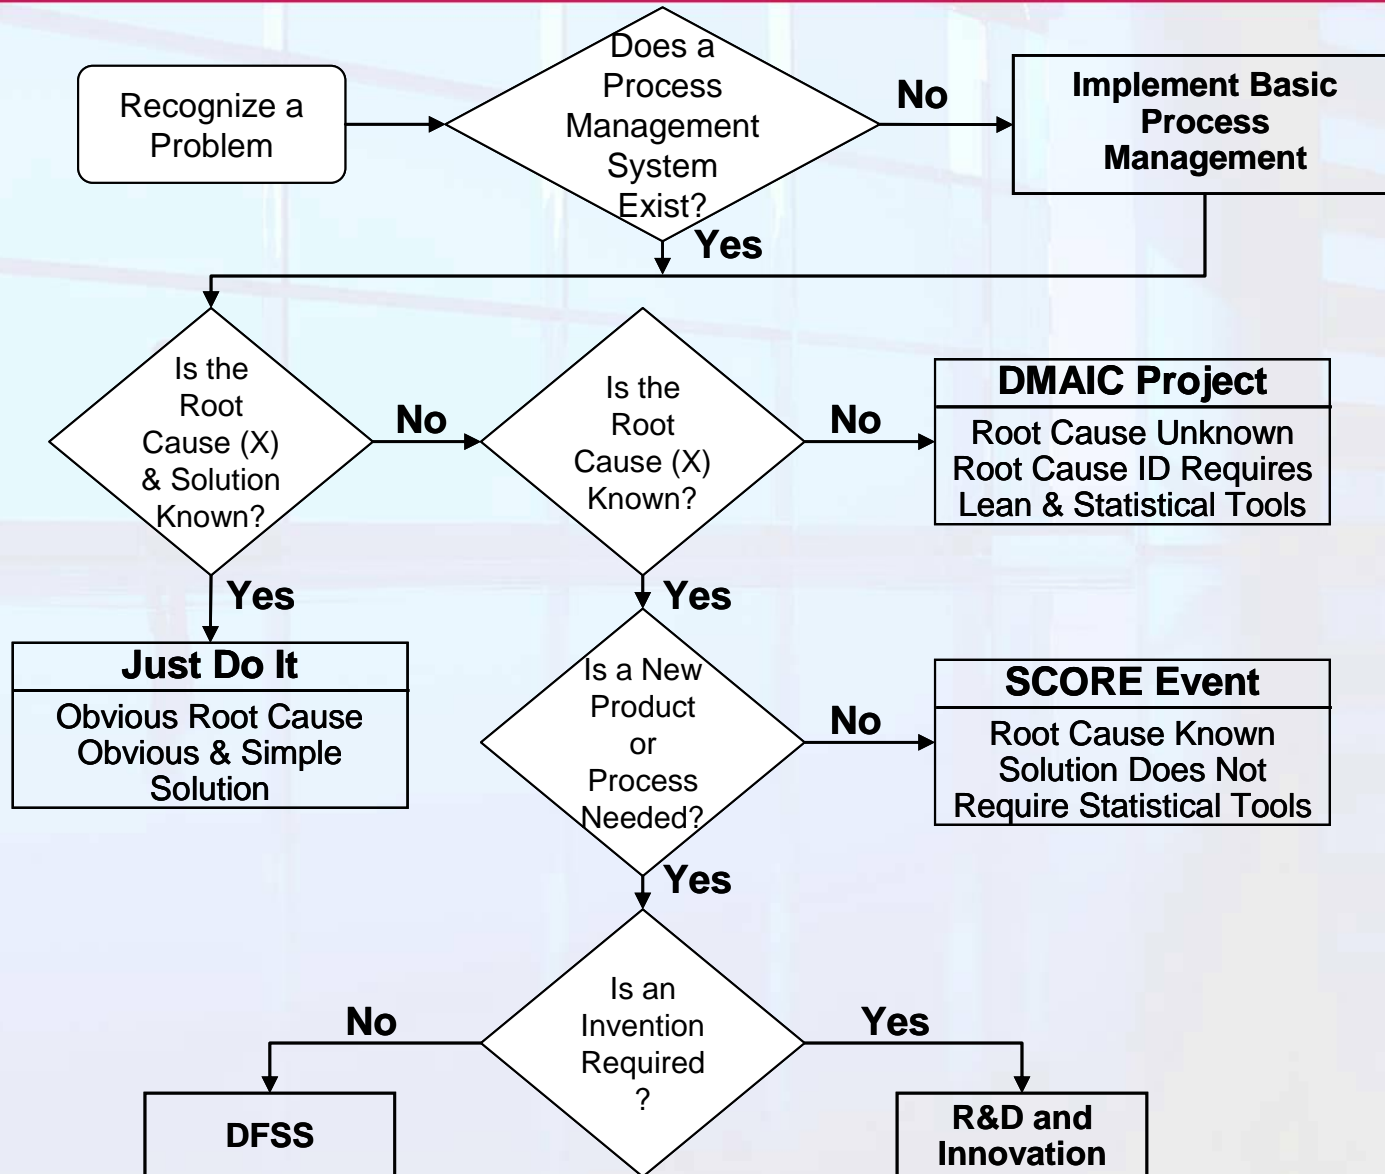 Recognize a
Problem
Does a
Process
Management
System
Exist?
No
Implement Basic
Process
Management
Yes
Is the
Root
Cause (X)
& Solution
Known?
No
Is the
Root
Cause (X)
Known?
No
DMAIC Project
Root Cause Unknown
Root Cause ID Requires
Lean & Statistical Tools
Yes
Just Do It
Obvious Root Cause
Obvious & Simple
Solution
Yes
Is a New
Product
or
Process
Needed?
No
SCORE Event
Root Cause Known
Solution Does Not
Require Statistical Tools
Yes
Is an
Invention
Required
?
No
DFSS
Yes
R&D and
Innovation